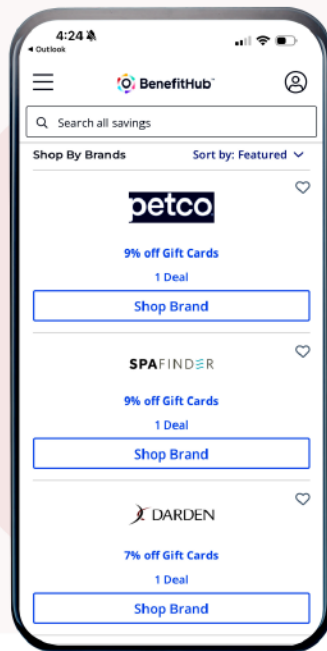 4:24
Outlook
BenefitHub
Search all savings
Shop By Brands
Sort by: Featured
petco
9% off Gift Cards
1 Deal
Shop Brand
SPAFINDER
9% off Gift Cards
1 Deal
Shop Brand
DARDEN
7% off Gift Cards
1 Deal
Shop Brand